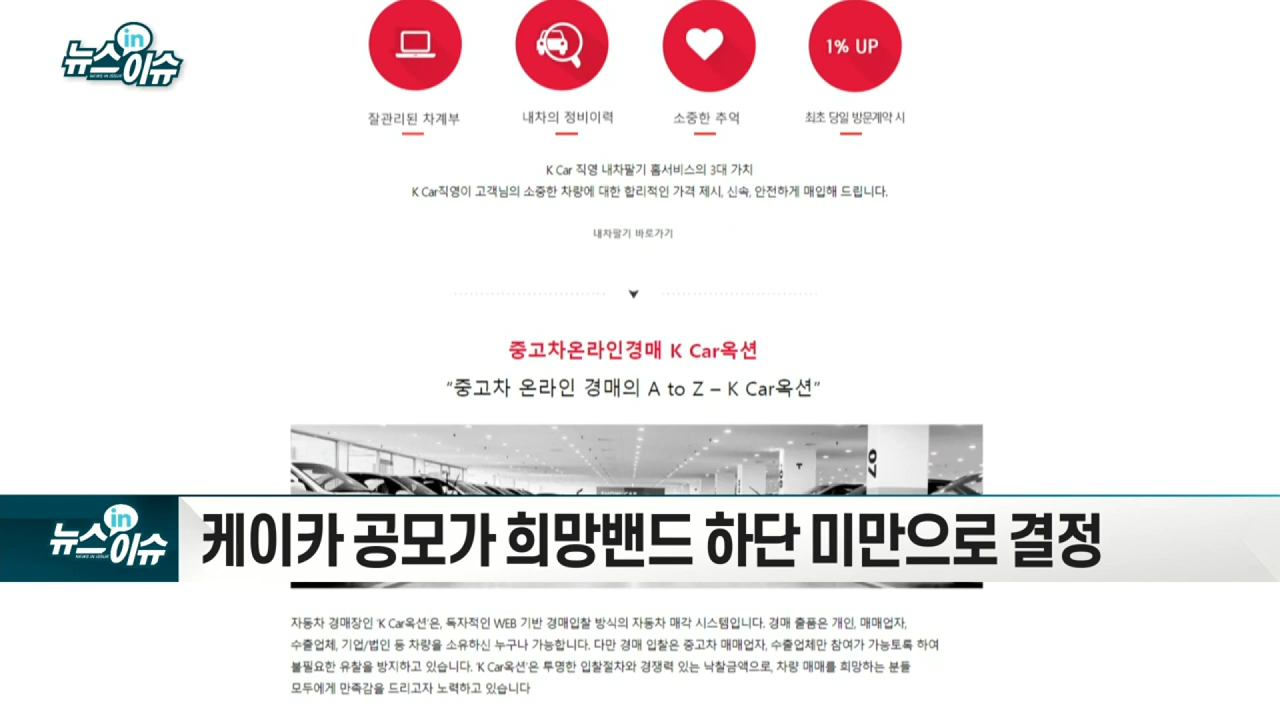 뉴스 in 이슈
NEWS IN ISSUE
1% UP
잘관리된 차계부
내차의 정비이력
소중한 추억
최초 당일 방문계약 시
K Car 직영 내차팔기 홈서비스의 3대 가치
K Car직영이 고객님의 소중한 차량에 대한 합리적인 가격 제시, 신속, 안전하게 매입해 드립니다.
내차팔기 바로가기
중고차온라인경매 K Car옥션
“중고차 온라인 경매의 A to Z – K Car옥션”
07
뉴스 in 이슈
NEWS IN ISSUE
케이카 공모가 희망밴드 하단 미만으로 결정
자동차 경매장인 'K Car옥션'은, 독자적인 WEB 기반 경매입찰 방식의 자동차 매각 시스템입니다. 경매 출품은 개인, 매매업자,
수출업체, 기업/법인 등 차량을 소유하신 누구나 가능합니다. 다만 경매 입찰은 중고차 매매업자, 수출업체만 참여가 가능토록 하여
불필요한 유찰을 방지하고 있습니다. 'K Car옥션'은 투명한 입찰절차와 경쟁력 있는 낙찰금액으로, 차량 매매를 희망하는 분들
모두에게 만족감을 드리고자 노력하고 있습니다